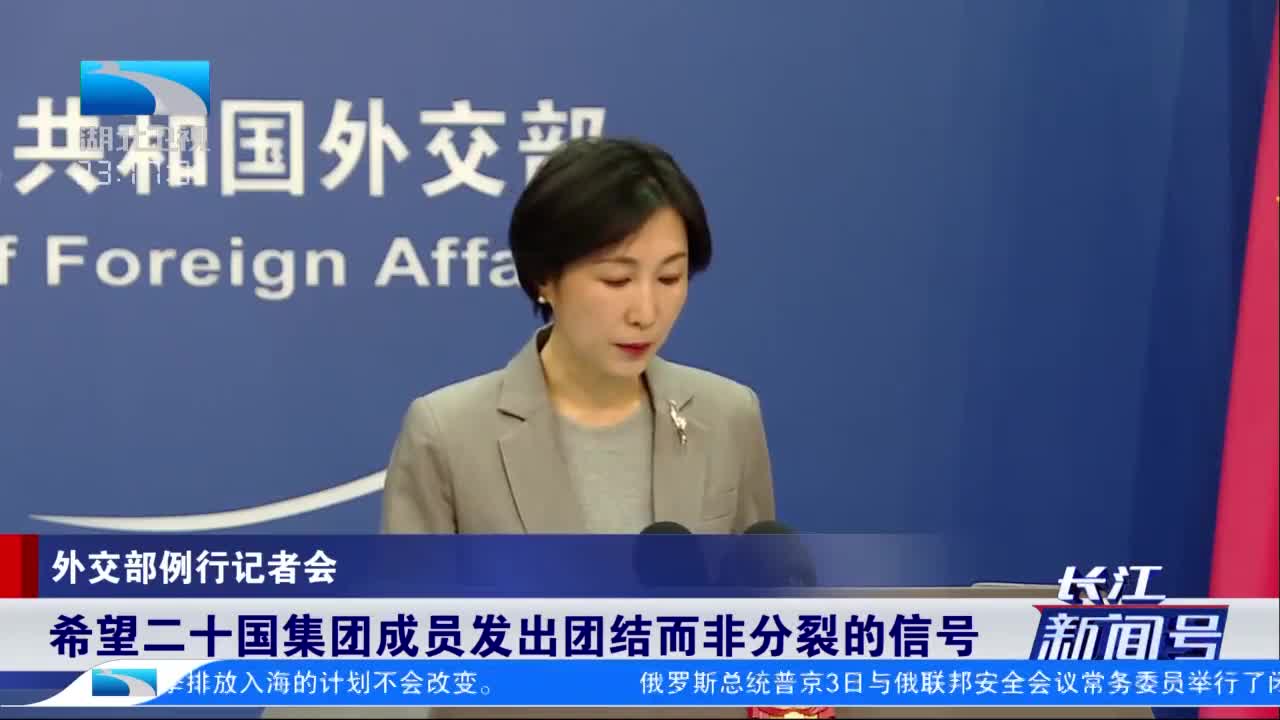 湖北卫视
共和国外交部
f Foreign Affa
外交部例行记者会
希望二十国集团成员发出团结而非分裂的信号
长江
新闻号
排放入海的计划不会改变。 俄罗斯总统普京3日与俄联邦安全会议常务委员举行了